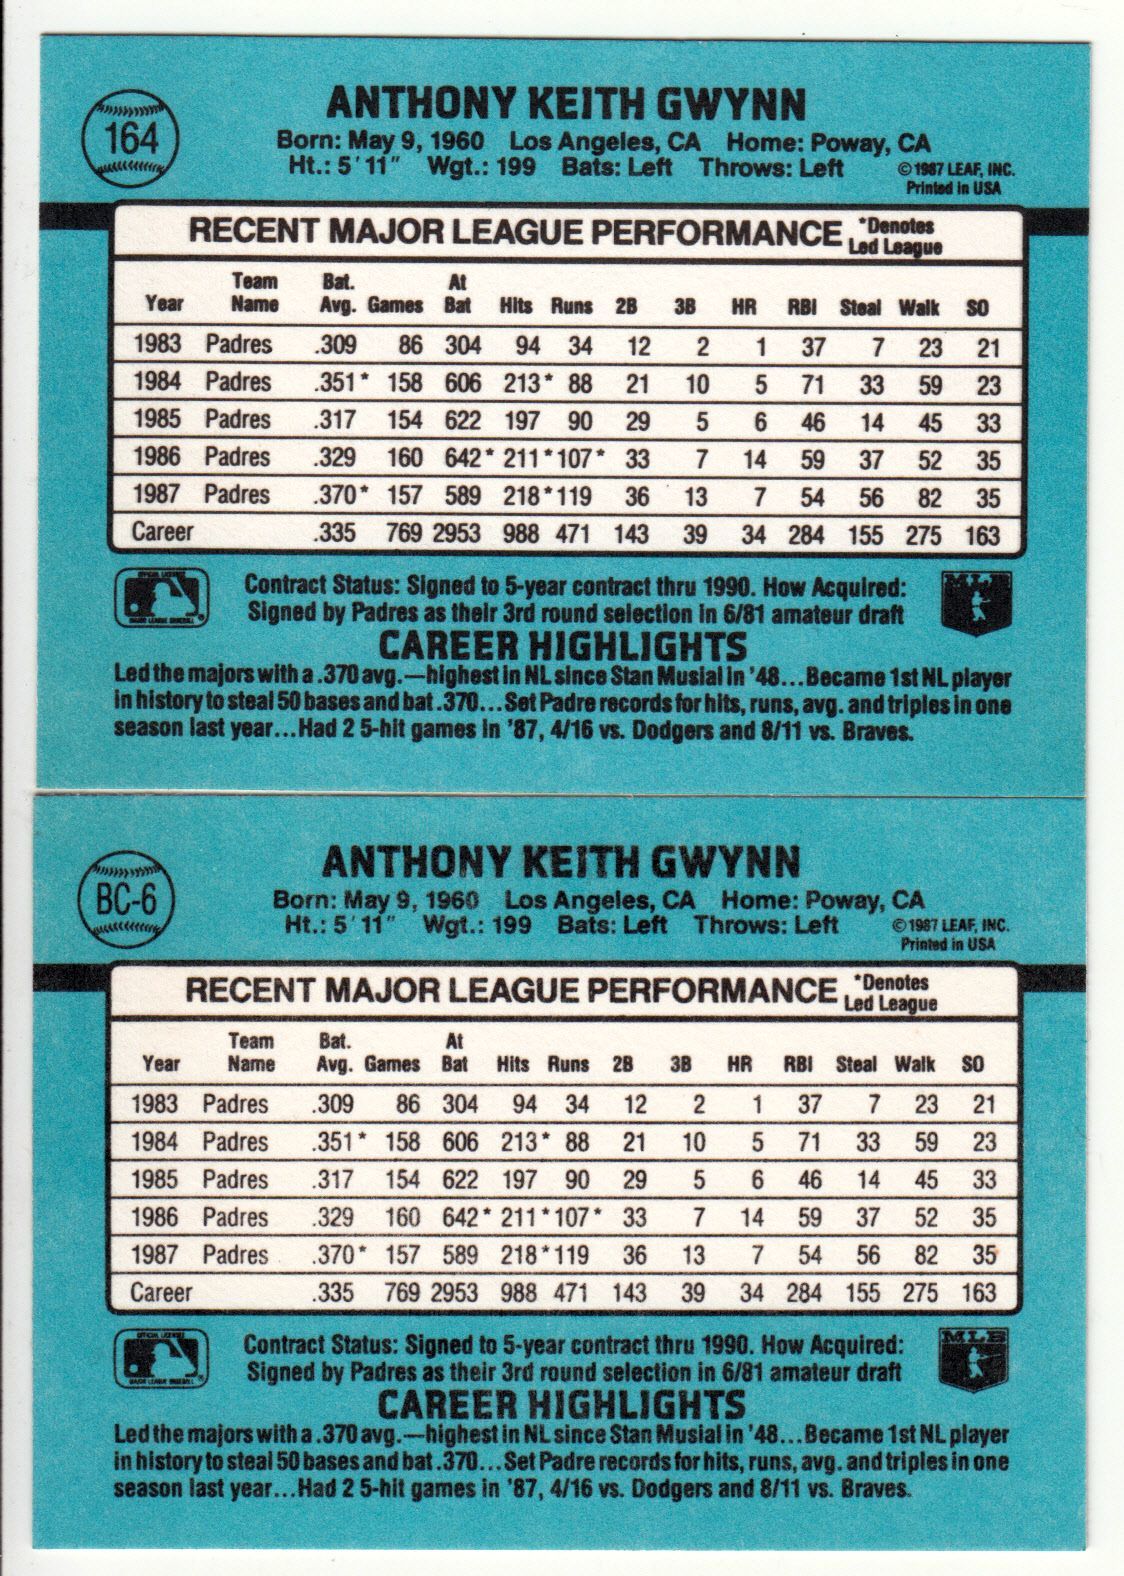 164
ANTHONY KEITH GWYNN
Born: May 9, 1960 Los Angeles, CA Home: Poway, CA
Ht.: 5'11" Wgt.: 199 Bats: Left Throws: Left ©1987 LEAF, INC.
Printed in USA
RECENT MAJOR LEAGUE PERFORMANCE *Denotes
Led League
Team Bat. At
Year Name Avg. Games Bat Hits Runs 2B 3B HR RBI Steal Walk SO
1983 Padres .309 86 304 94 34 12 2 1 37 7 23 21
1984 Padres .351* 158 606 213* 88 21 10 5 71 33 59 23
1985 Padres .317 154 622 197 90 29 5 6 46 14 45 33
1986 Padres .329 160 642* 211* 107* 33 7 14 59 37 52 35
1987 Padres .370* 157 589 218* 119 36 13 7 54 56 82 35
Career .335 769 2953 988 471 143 39 34 284 155 275 163
OFFICIAL LICENSEE
MAJOR LEAGUE BASEBALL
Contract Status: Signed to 5-year contract thru 1990. How Acquired:
MLB
Signed by Padres as their 3rd round selection in 6/81 amateur draft
CAREER HIGHLIGHTS
Led the majors with a .370 avg.—highest in NL since Stan Musial in '48...Became 1st NL player
in history to steal 50 bases and bat .370...Set Padre records for hits, runs, avg. and triples in one
season last year...Had 2 5-hit games in '87, 4/16 vs. Dodgers and 8/11 vs. Braves.
BC-6
ANTHONY KEITH GWYNN
Born: May 9, 1960 Los Angeles, CA Home: Poway, CA
Ht.: 5'11" Wgt.: 199 Bats: Left Throws: Left ©1987 LEAF, INC.
Printed in USA
RECENT MAJOR LEAGUE PERFORMANCE *Denotes
Led League
Team Bat. At
Year Name Avg. Games Bat Hits Runs 2B 3B HR RBI Steal Walk SO
1983 Padres .309 86 304 94 34 12 2 1 37 7 23 21
1984 Padres .351* 158 606 213* 88 21 10 5 71 33 59 23
1985 Padres .317 154 622 197 90 29 5 6 46 14 45 33
1986 Padres .329 160 642* 211* 107* 33 7 14 59 37 52 35
1987 Padres .370* 157 589 218* 119 36 13 7 54 56 82 35
Career .335 769 2953 988 471 143 39 34 284 155 275 163
OFFICIAL LICENSEE
MAJOR LEAGUE BASEBALL
Contract Status: Signed to 5-year contract thru 1990. How Acquired:
MLB
Signed by Padres as their 3rd round selection in 6/81 amateur draft
CAREER HIGHLIGHTS
Led the majors with a .370 avg.—highest in NL since Stan Musial in '48...Became 1st NL player
in history to steal 50 bases and bat .370...Set Padre records for hits, runs, avg. and triples in one
season last year...Had 2 5-hit games in '87, 4/16 vs. Dodgers and 8/11 vs. Braves.